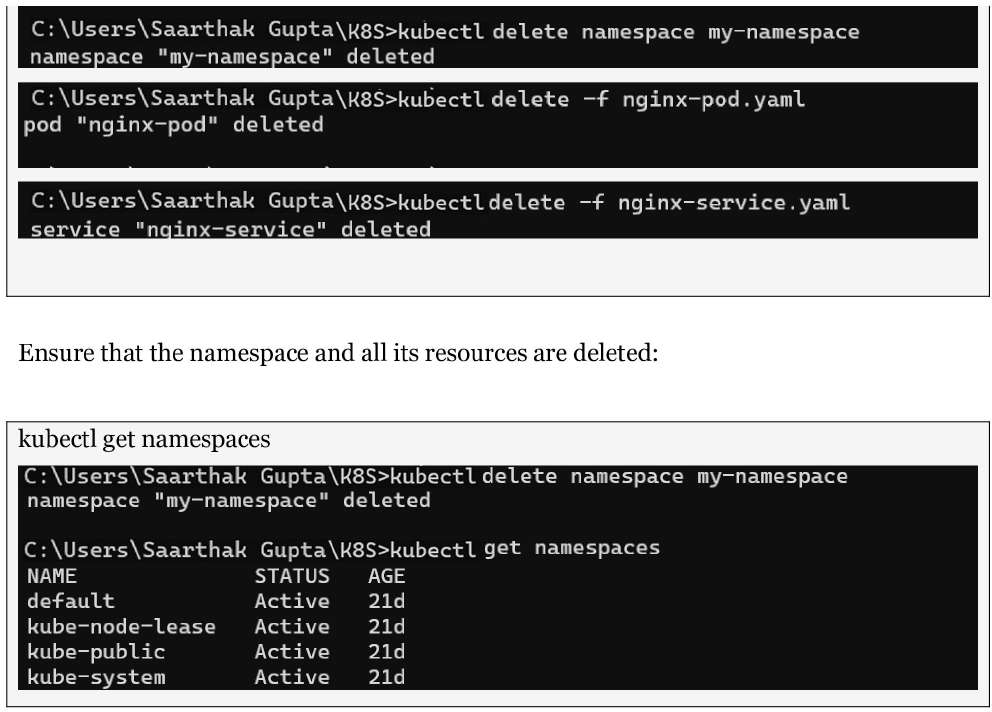 C:\Users\Saarthak Gupta\K8S>kubectl delete namespace my-namespace
namespace "my-namespace" deleted
C:\Users\Saarthak Gupta\K8S>kubectl delete -f nginx-pod.yaml
pod "nginx-pod" deleted
C:\Users\Saarthak Gupta\K8S>kubectl delete -f nginx-service.yaml
service "nginx-service" deleted
Ensure that the namespace and all its resources are deleted:
kubectl get namespaces
C:\Users\Saarthak Gupta\K8S>kubectl delete namespace my-namespace
namespace "my-namespace" deleted
C:\Users\Saarthak Gupta\K8S>kubectl get namespaces
NAME STATUS AGE
default Active 21d
kube-node-lease Active 21d
kube-public Active 21d
kube-system Active 21d